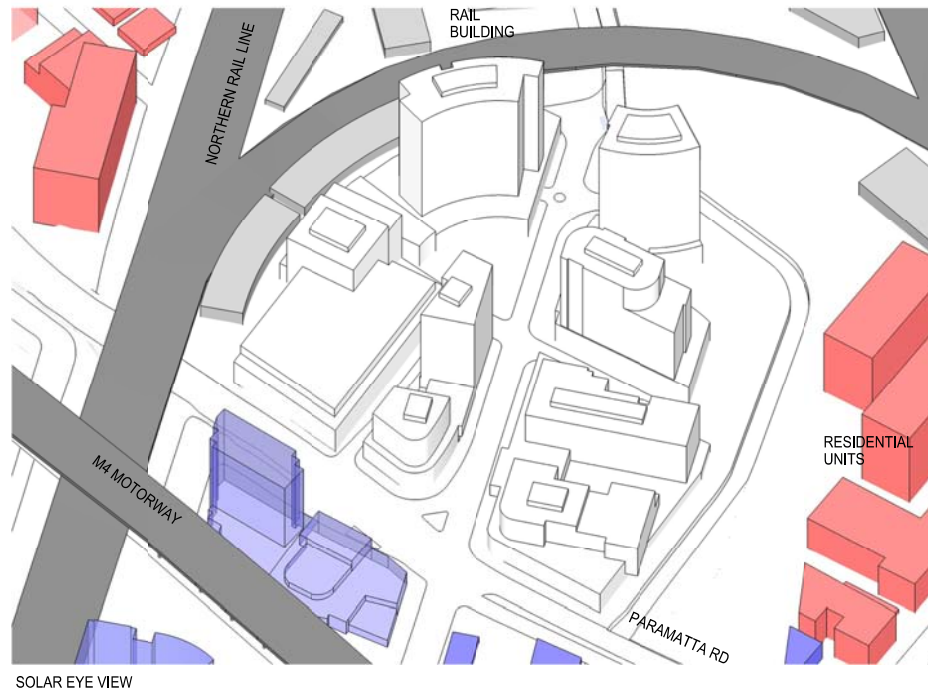 RAIL
BUILDING
NORTHERN RAIL LINE
RESIDENTIAL
UNITS
M4 MOTORWAY
PARAMATTA RD
SOLAR EYE VIEW